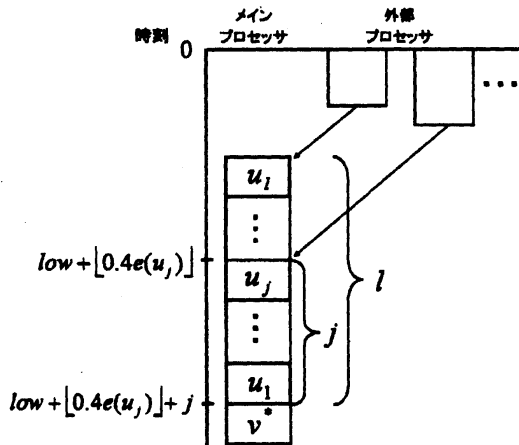 時刻
メイン
プロセッサ
外部
プロセッサ
0
...
u_l
⋮
low+⌊0.4e(u_j)⌋
u_j
l
⋮
j
u_1
low+⌊0.4e(u_j)⌋+j
v*